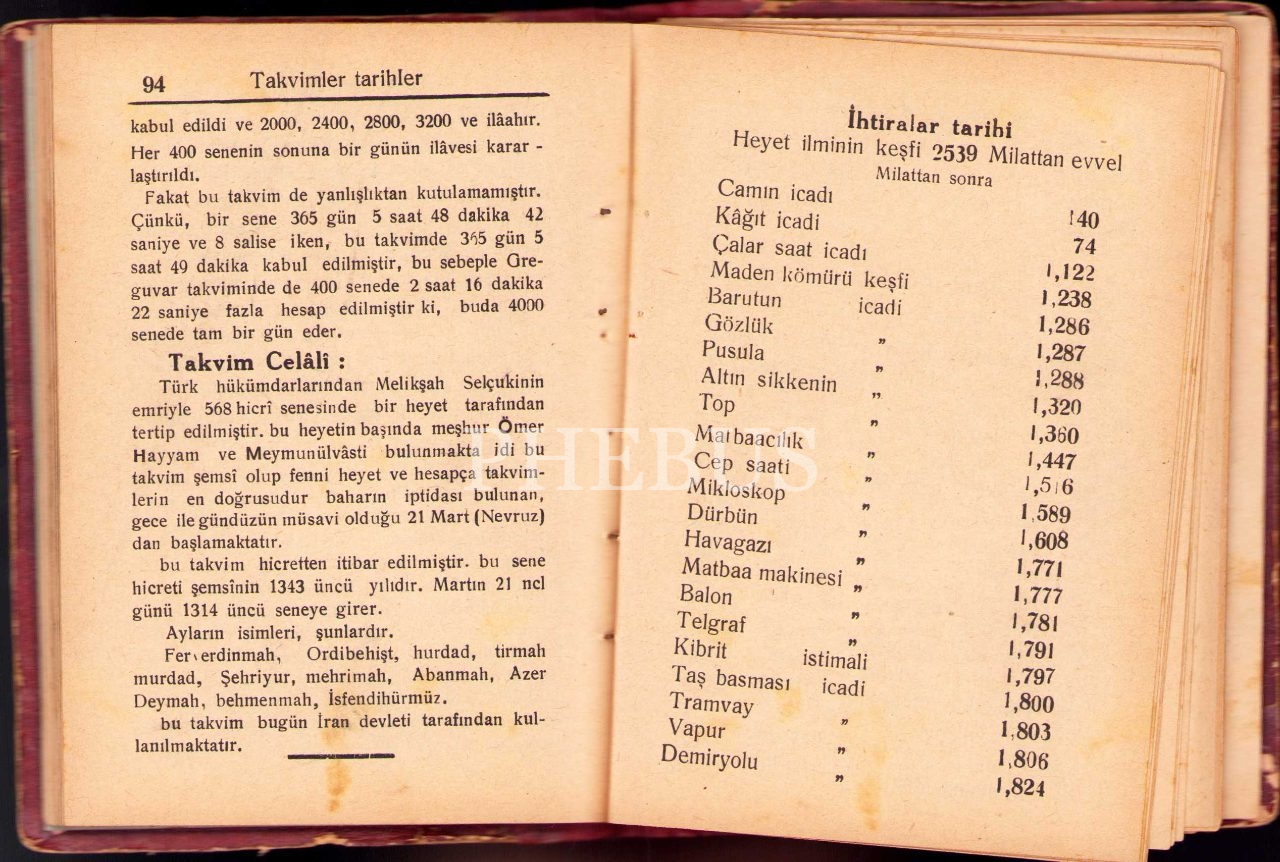 94 Takvimler tarihler
kabul edildi ve 2000, 2400, 2800, 3200 ve ilâahır.
Her 400 senenin sonuna bir günün ilâvesi karar -
laştırıldı.
Fakat bu takvim de yanlışlıktan kutulamamıştır.
Çünkü, bir sene 365 gün 5 saat 48 dakika 42
saniye ve 8 salise iken, bu takvimde 365 gün 5
saat 49 dakika kabul edilmiştir, bu sebeple Gre-
guvar takviminde de 400 senede 2 saat 16 dakika
22 saniye fazla hesap edilmiştir ki, buda 4000
senede tam bir gün eder.
Takvim Celâlî :
Türk hükümdarlarından Melikşah Selçukinin
emriyle 568 hicrî senesinde bir heyet tarafından
tertip edilmiştir. bu heyetin başında meşhur Ömer
Hayyam ve Meymunülvâsti bulunmakta idi bu
takvim şemsî olup fenni heyet ve hesapça takvim-
lerin en doğrusudur baharın iptidası bulunan,
gece ile gündüzün müsavi olduğu 21 Mart (Nevruz)
dan başlamaktatır.
bu takvim hicretten itibar edilmiştir. bu sene
hicreti şemsînin 1343 üncü yılıdır. Martın 21 nci
günü 1314 üncü seneye girer.
Ayların isimleri, şunlardır.
Ferverdinmah, Ordibehişt, hurdad, tirmah
murdad, Şehriyur, mehrimah, Abanmah, Azer
Deymah, behmenmah, İsfendihürmüz.
bu takvim bugün İran devleti tarafından kul-
lanılmaktatır.
PHEBUS
İhtiralar tarihi
Heyet ilminin keşfi 2539 Milattan evvel
Milattan sonra
Camın icadı 140
Kâğıt icadi 74
Çalar saat icadı 1,122
Maden kömürü keşfi 1,238
Barutun icadi 1,286
Gözlük „ 1,287
Pusula „ 1,288
Altın sikkenin „ 1,320
Top „ 1,360
Matbaacılık „ 1,447
Cep saati „ 1,516
Mikloskop „ 1,589
Dürbün „ 1,608
Havagazı „ 1,771
Matbaa makinesi „ 1,777
Balon „ 1,781
Telgraf „ 1,791
Kibrit istimali 1,797
Taş basması icadi 1,800
Tramvay „ 1,803
Vapur „ 1,806
Demiryolu „ 1,824